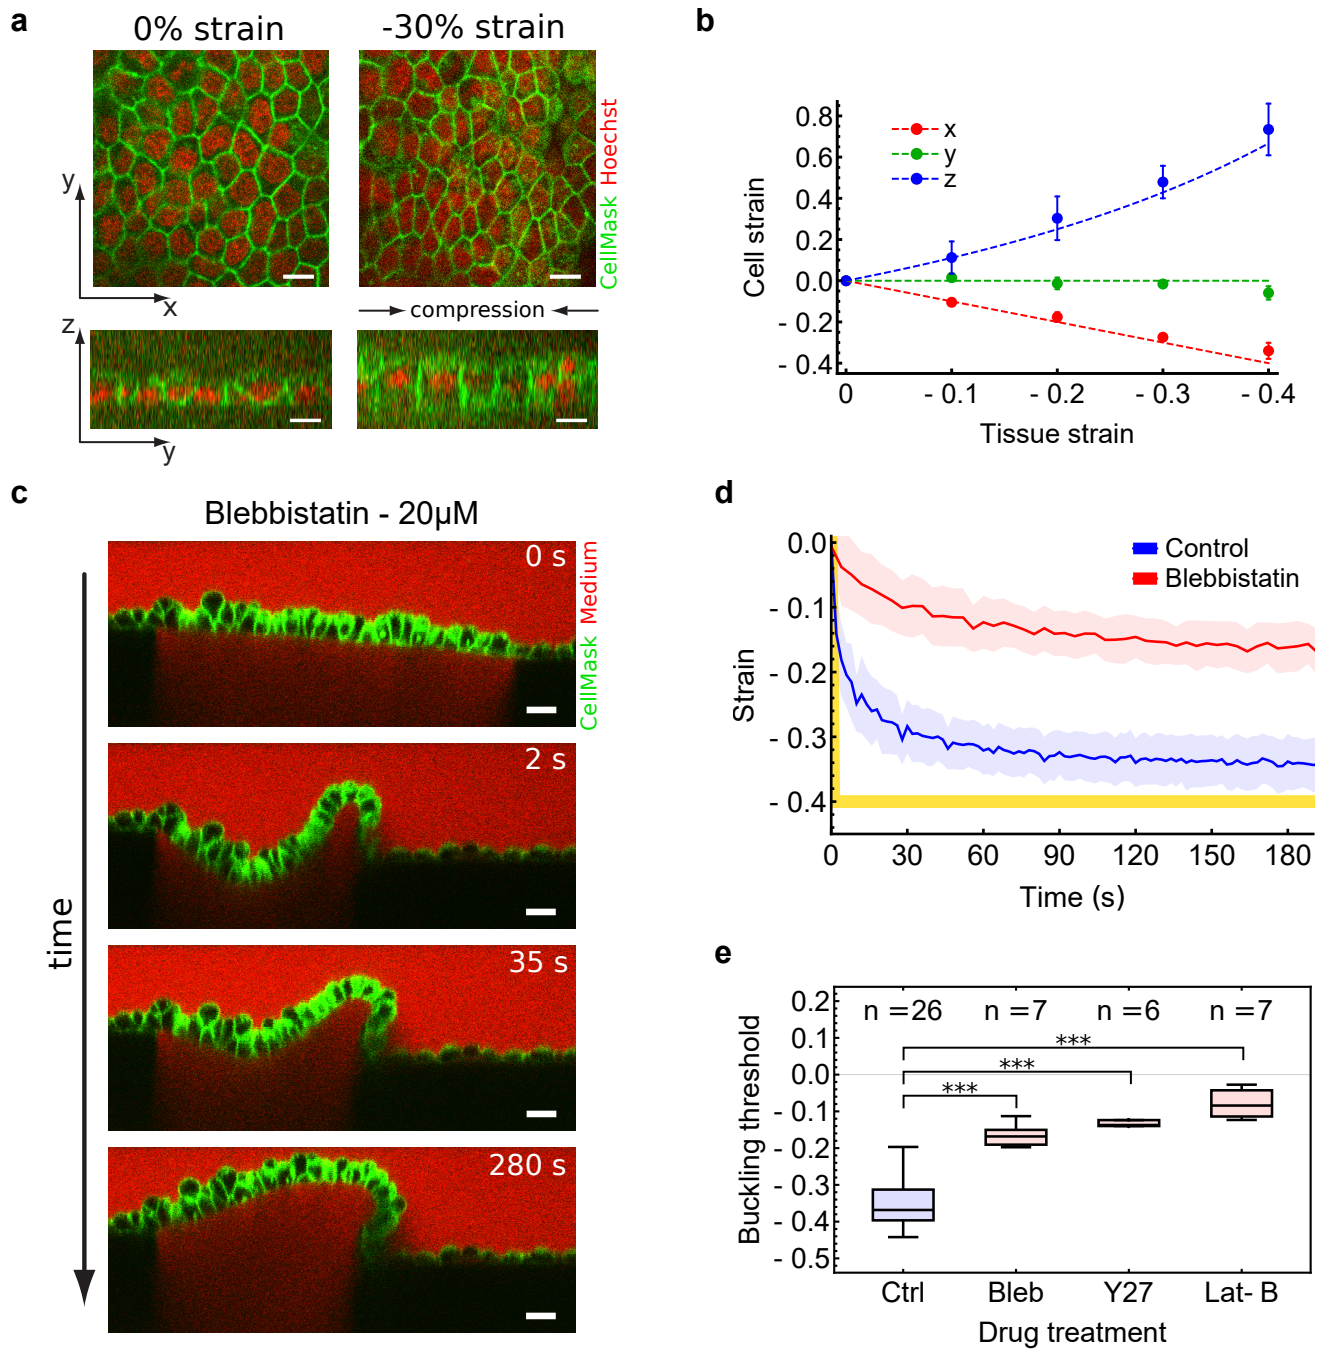 a
0% strain
-30% strain
y
x
CellMask Hoechst
compression
z
y
b
Cell strain
0.8
0.6
0.4
0.2
0.0
- 0.2
- 0.4
x
y
z
0
- 0.1
- 0.2
- 0.3
- 0.4
Tissue strain
c
Blebbistatin - 20µM
time
0 s
CellMask Medium
2 s
35 s
280 s
d
Strain
0.0
- 0.1
- 0.2
- 0.3
- 0.4
Control
Blebbistatin
0
30
60
90
120
150
180
Time (s)
e
Buckling threshold
0.2
0.1
0.0
- 0.1
- 0.2
- 0.3
- 0.4
- 0.5
n =26
n =7
n =6
n =7
***
***
***
Ctrl
Bleb
Y27
Lat- B
Drug treatment